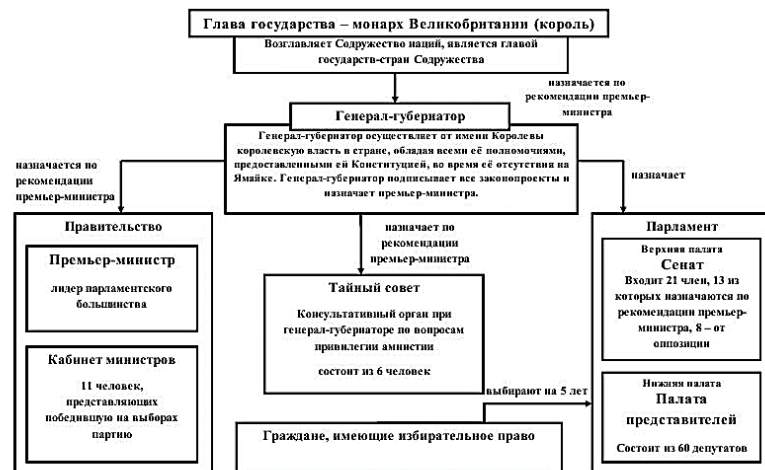 Глава государства – монарх Великобритании (король)
Возглавляет Содружество наций, является главой
государств-стран Содружества
назначается по
рекомендации премьер-
министра
Генерал-губернатор
Генерал-губернатор осуществляет от имени Королевы
королевскую власть в стране, обладая всеми её полномочиями,
предоставленными ей Конституцией, во время её отсутствия на
Ямайке. Генерал-губернатор подписывает все законопроекты и
назначает премьер-министра.
назначается по
рекомендации
премьер-министра
назначает
назначает по
рекомендации
премьер-министра
Правительство
Премьер-министр
лидер парламентского
большинства
Кабинет министров
11 человек,
представляющих
победившую на выборах
партию
Тайный совет
Консультативный орган при
генерал-губернаторе по вопросам
привилегии амнистии
состоит из 6 человек
Парламент
Верхняя палата
Сенат
Входит 21 член, 13 из
которых назначаются по
рекомендации премьер-
министра, 8 – от
оппозиции
выбирают на 5 лет
Нижняя палата
Палата
представителей
Состоит из 60 депутатов
Граждане, имеющие избирательное право